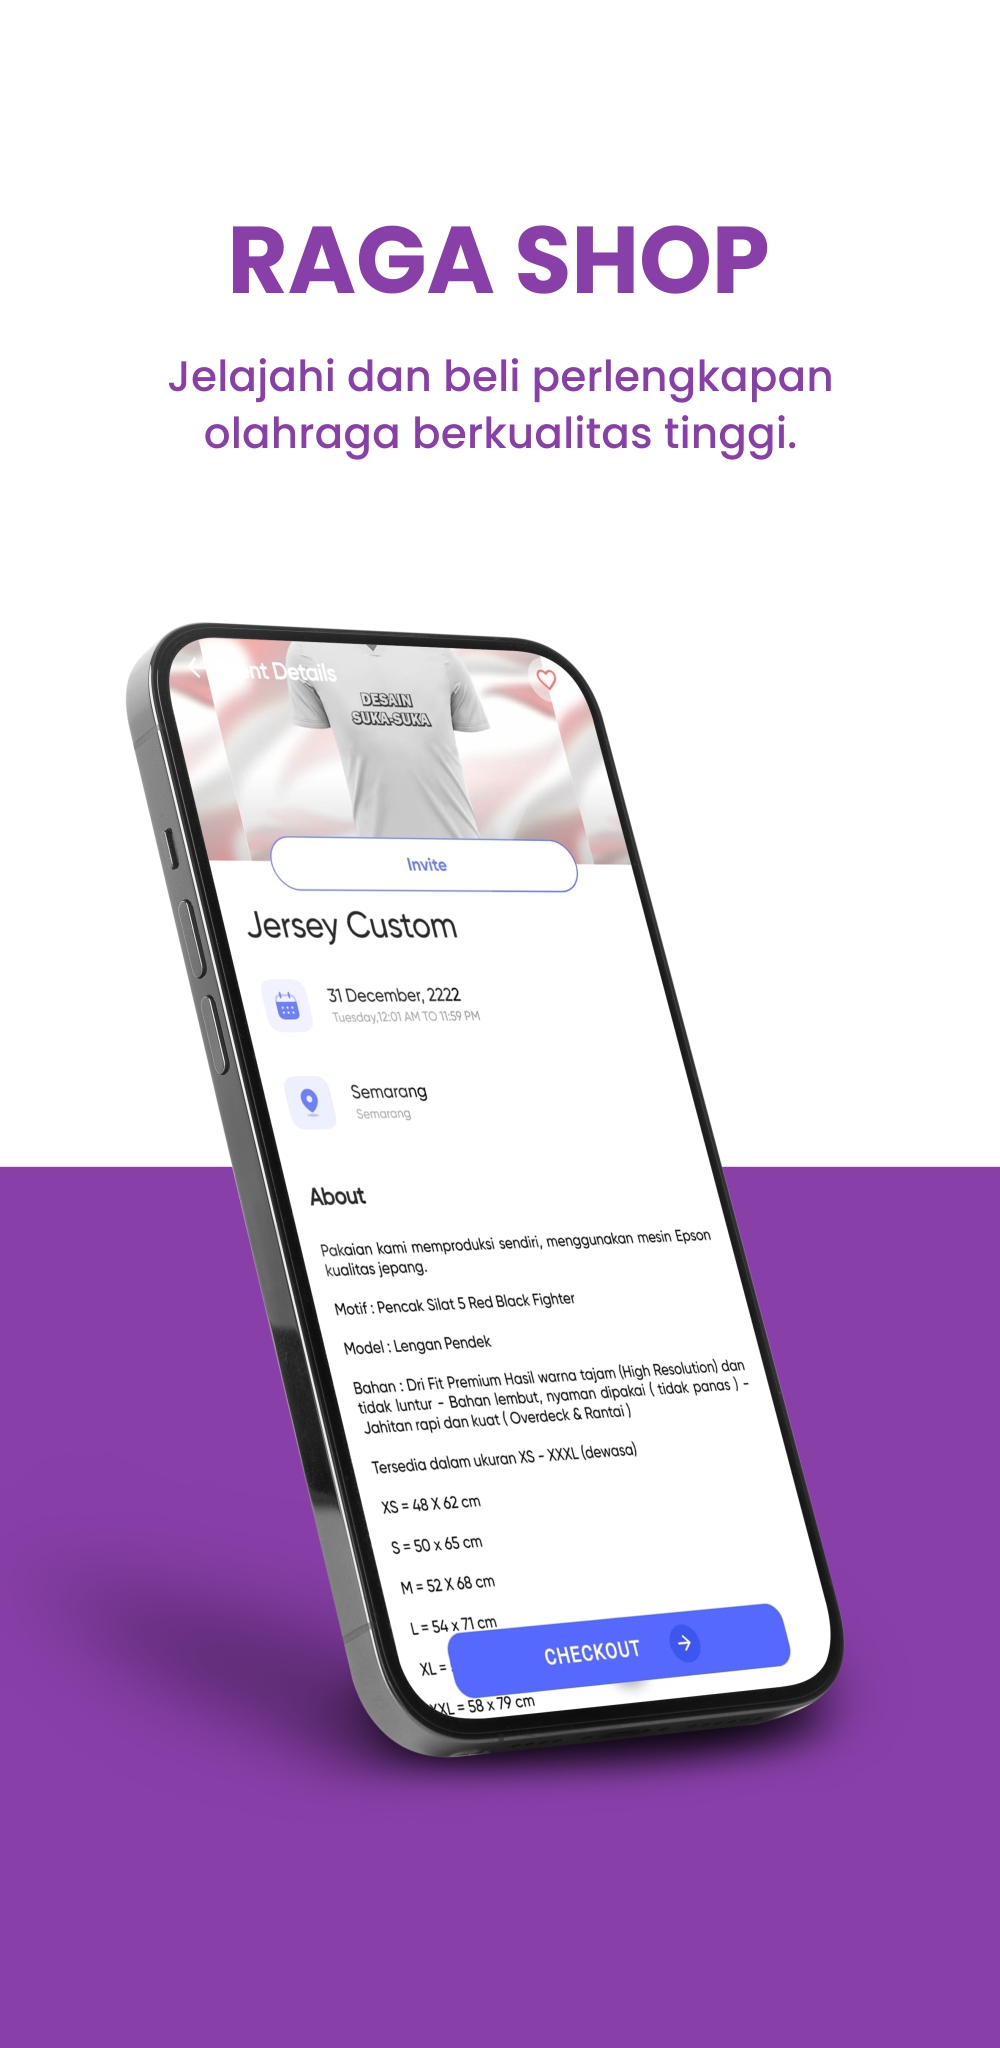 RAGA SHOP
Jelajahi dan beli perlengkapan
olahraga berkualitas tinggi.
Details
DESAIN
SUKA-SUKA
Invite
Jersey Custom
31 December, 2222
Tuesday,12:01 AM TO 11:59 PM
Semarang
Semarang
About
Pakaian kami memproduksi sendiri, menggunakan mesin Epson
kualitas jepang.
Motif : Pencak Silat 5 Red Black Fighter
Model : Lengan Pendek
Bahan : Dri Fit Premium Hasil warna tajam (High Resolution) dan
tidak luntur - Bahan lembut, nyaman dipakai ( tidak panas ) -
Jahitan rapi dan kuat ( Overdeck & Rantai )
Tersedia dalam ukuran XS - XXXL (dewasa)
XS = 48 X 62 cm
S = 50 x 65 cm
M = 52 X 68 cm
L = 54 x 71 cm
XL =
CHECKOUT
XXL = 58 x 79 cm